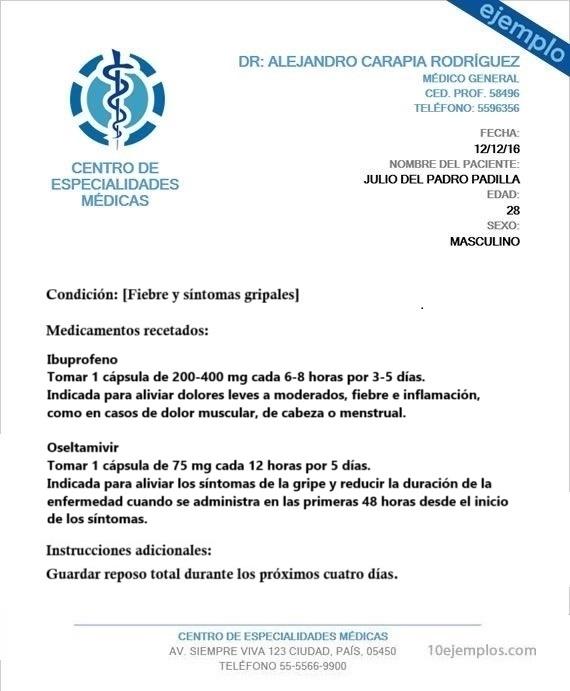 ejemplo
DR: ALEJANDRO CARAPIA RODRÍGUEZ
MÉDICO GENERAL
CED. PROF. 58496
TELÉFONO: 5596356
CENTRO DE
ESPECIALIDADES
MÉDICAS
FECHA:
12/12/16
NOMBRE DEL PACIENTE:
JULIO DEL PADRO PADILLA
EDAD:
28
SEXO:
MASCULINO
Condición: [Fiebre y síntomas gripales]
.
Medicamentos recetados:
Ibuprofeno
Tomar 1 cápsula de 200-400 mg cada 6-8 horas por 3-5 días.
Indicada para aliviar dolores leves a moderados, fiebre e inflamación,
como en casos de dolor muscular, de cabeza o menstrual.
Oseltamivir
Tomar 1 cápsula de 75 mg cada 12 horas por 5 días.
Indicada para aliviar los síntomas de la gripe y reducir la duración de la
enfermedad cuando se administra en las primeras 48 horas desde el inicio
de los síntomas.
Instrucciones adicionales:
Guardar reposo total durante los próximos cuatro días.
CENTRO DE ESPECIALIDADES MÉDICAS
AV. SIEMPRE VIVA 123 CIUDAD, PAÍS, 05450
TELÉFONO 55-5566-9900
10ejemplos.com